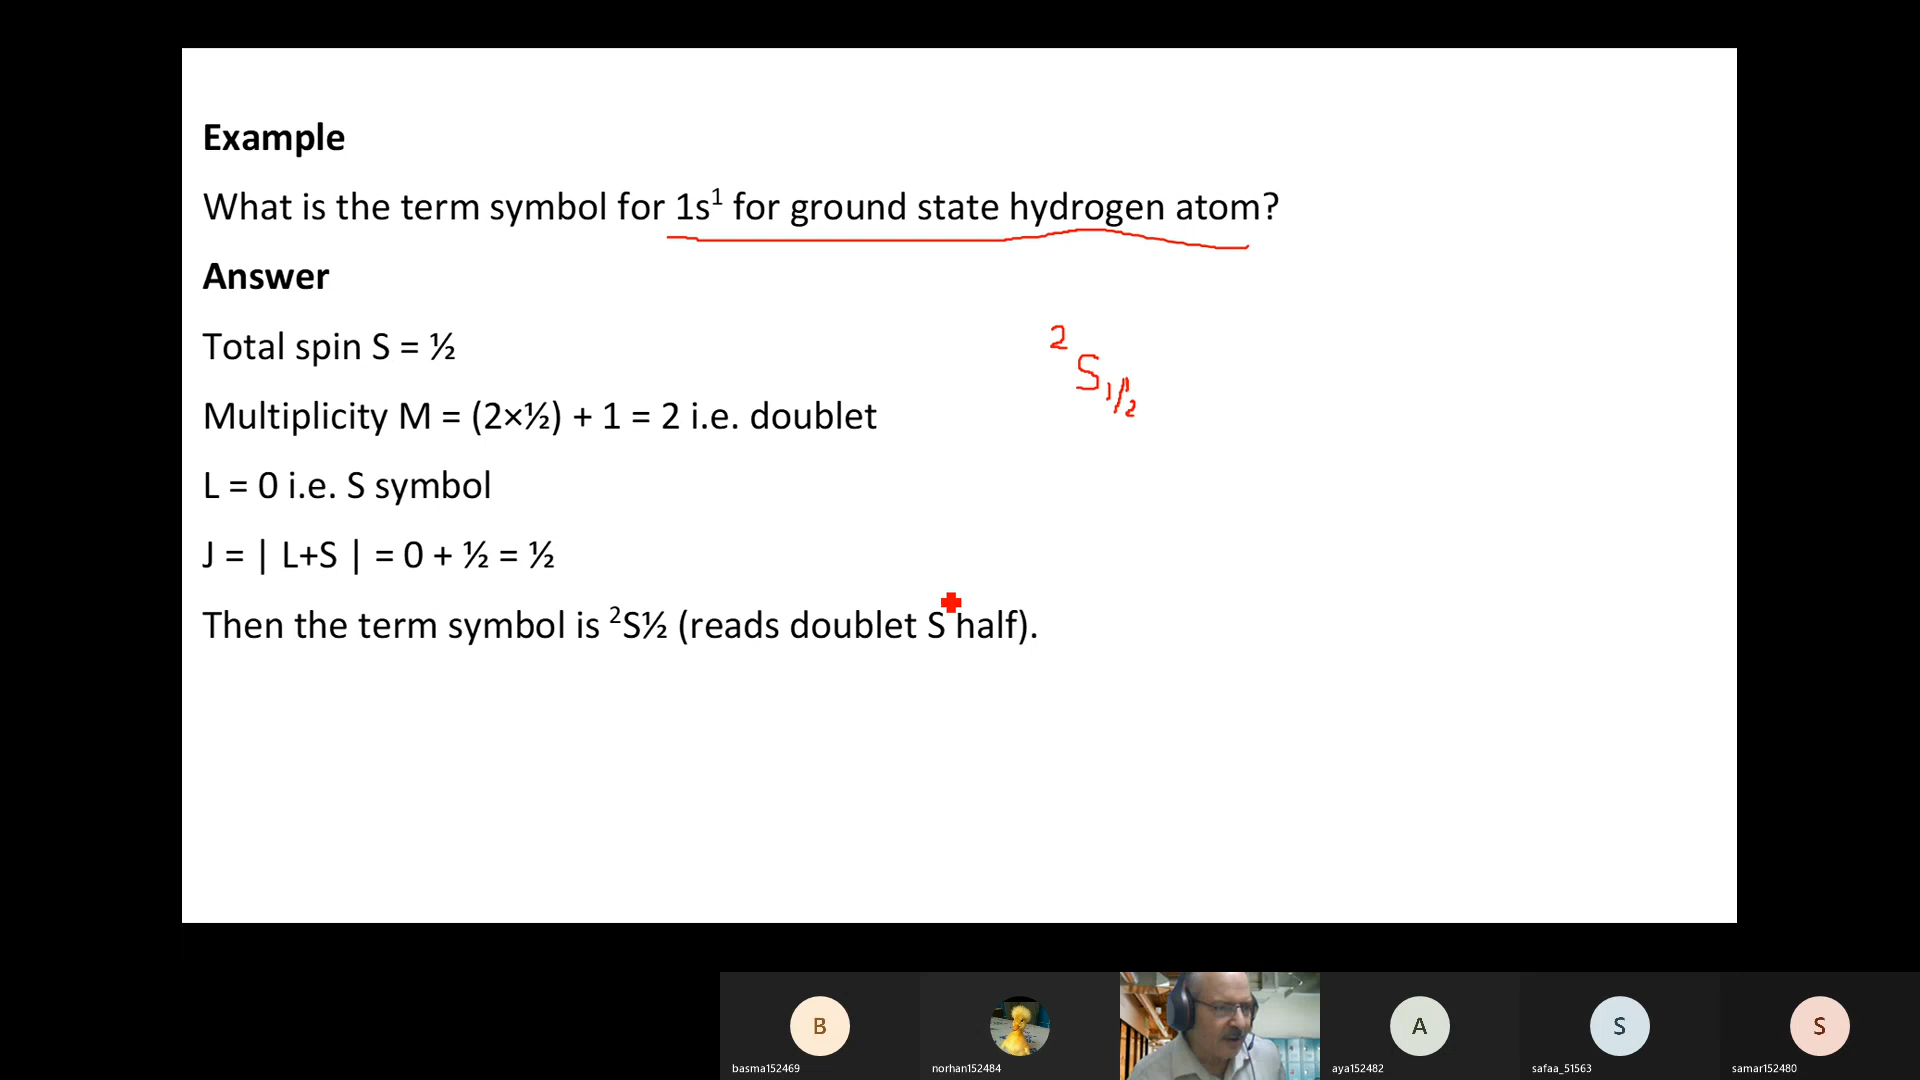 Example
What is the term symbol for 1s¹ for ground state hydrogen atom?
Answer
Total spin S = ½
Multiplicity M = (2×½) + 1 = 2 i.e. doublet
L = 0 i.e. S symbol
J = | L+S | = 0 + ½ = ½
Then the term symbol is ²S½ (reads doublet S half).
²S₁/₂
B
A
S
S
basma152469
norhan152484
aya152482
safaa_51563
samar152480